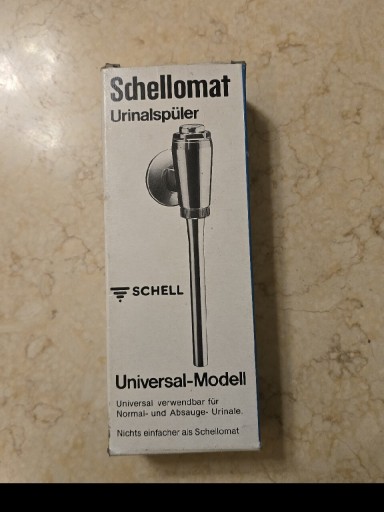 Schellomat
Urinalspüler
SCHELL
Universal-Modell
Universal verwendbar für
Normal- und Absauge- Urinale.
Nichts einfacher als Schellomat